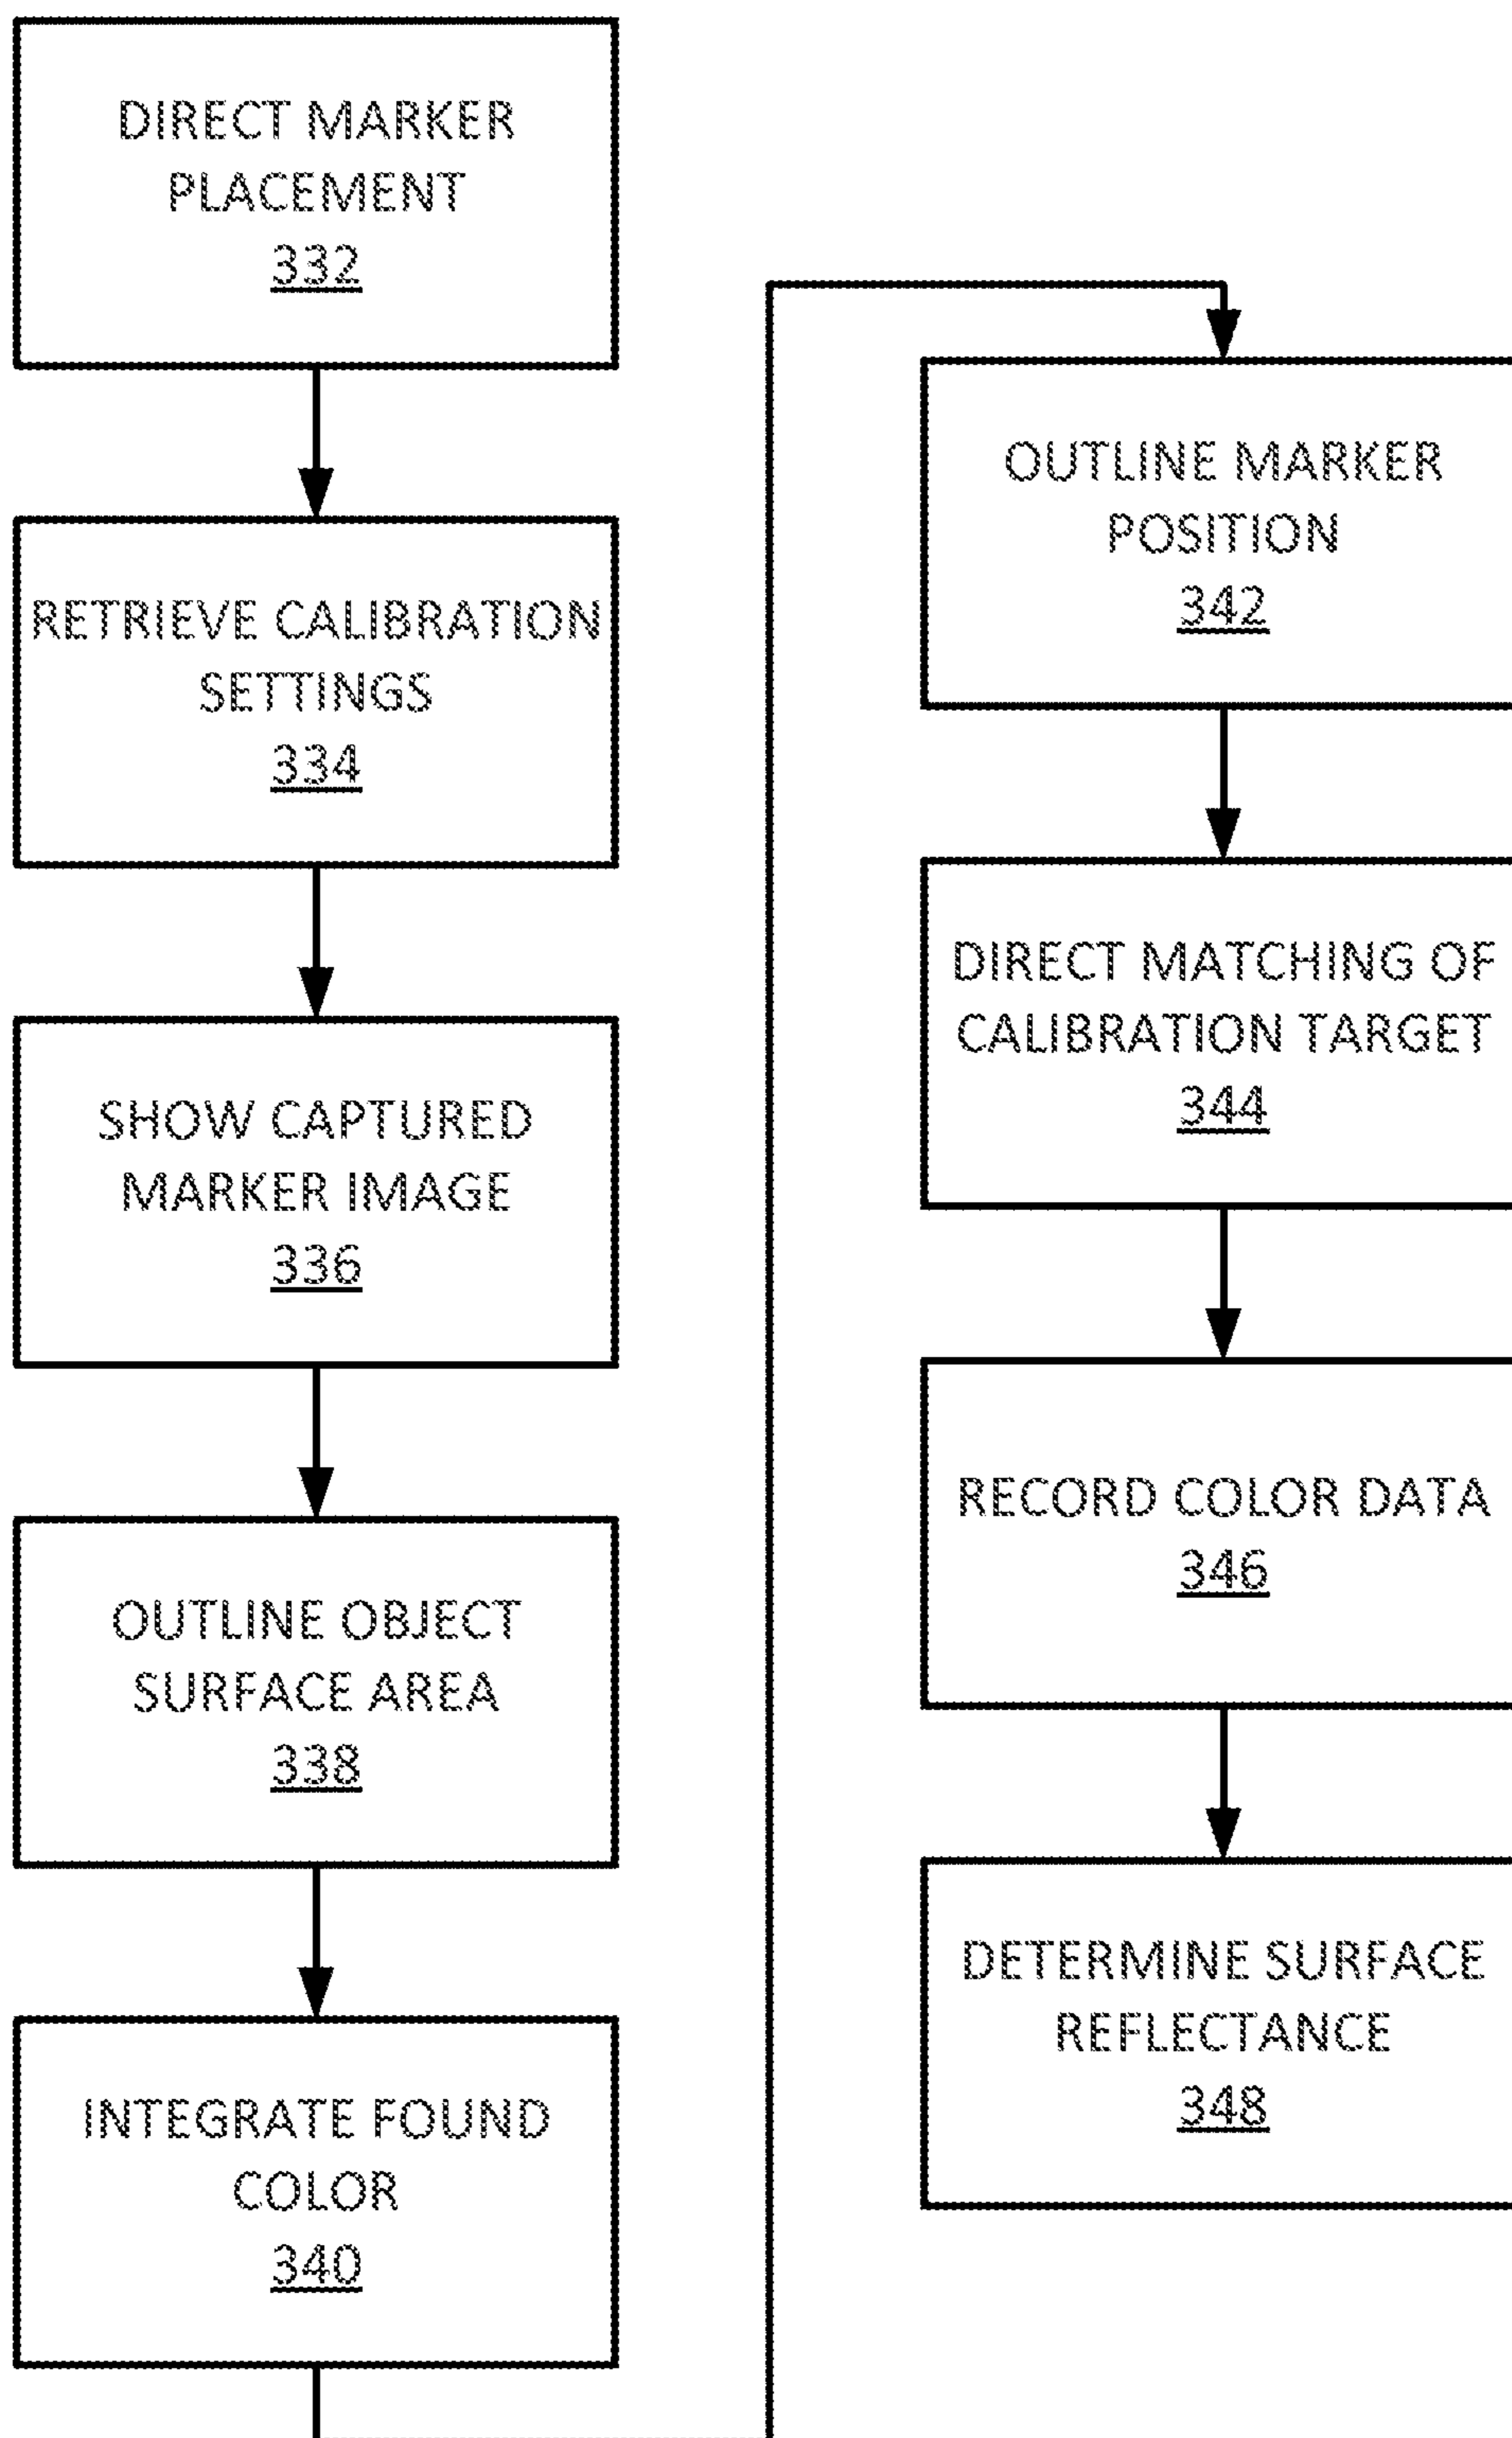 DIRECT MARKER
PLACEMENT
332
RETRIEVE CALIBRATION
SETTINGS
334
SHOW CAPTURED
MARKER IMAGE
336
OUTLINE OBJECT
SURFACE AREA
338
INTEGRATE FOUND
COLOR
340
OUTLINE MARKER
POSITION
342
DIRECT MATCHING OF
CALIBRATION TARGET
344
RECORD COLOR DATA
346
DETERMINE SURFACE
REFLECTANCE
348